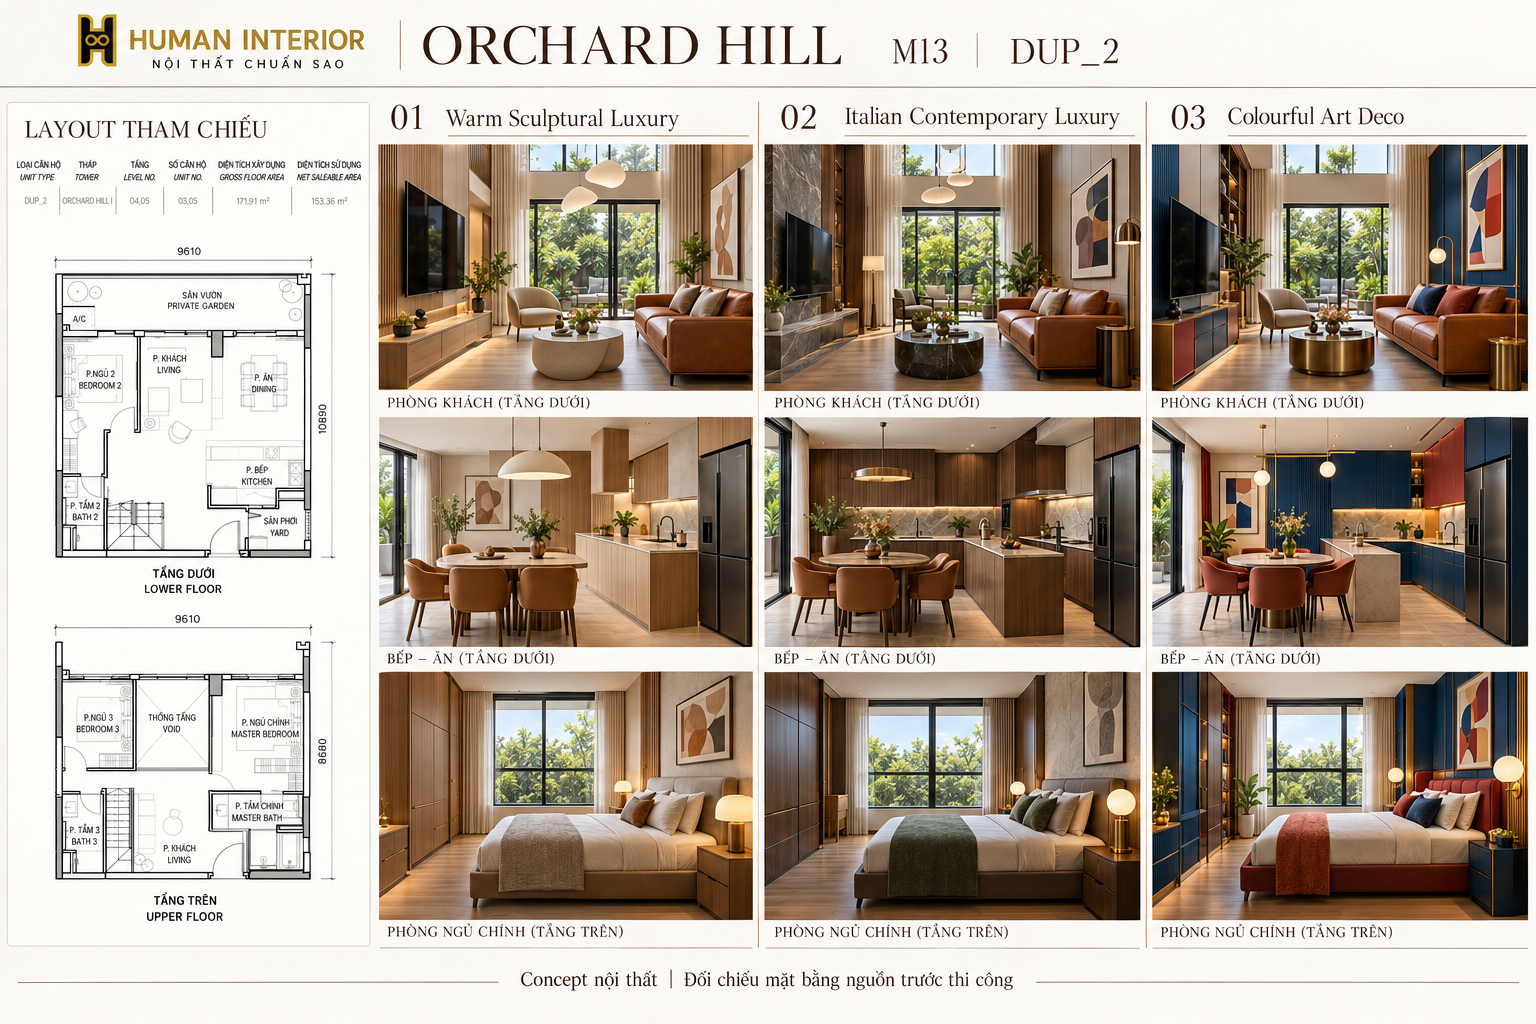 HUMAN INTERIOR
NỘI THẤT CHUẨN SAO
ORCHARD HILL
M13
DUP_2
LAYOUT THAM CHIẾU
LOẠI CĂN HỘ
UNIT TYPE
THÁP
TOWER
TẦNG
LEVEL NO.
SỐ CĂN HỘ
UNIT NO.
DIỆN TÍCH XÂY DỰNG
GROSS FLOOR AREA
DIỆN TÍCH SỬ DỤNG
NET SALEABLE AREA
DUP_2
ORCHARD HILL I
04,05
03,05
171.91 m²
153.36 m²
9610
SÂN VƯỜN
PRIVATE GARDEN
A/C
P.NGỦ 2
BEDROOM 2
P. KHÁCH
LIVING
P. ĂN
DINING
10890
P. BẾP
KITCHEN
P. TẮM 2
BATH 2
SÂN PHƠI
YARD
TẦNG DƯỚI
LOWER FLOOR
9610
P.NGỦ 3
BEDROOM 3
THÔNG TẦNG
VOID
P. NGỦ CHÍNH
MASTER BEDROOM
8680
P. TẮM CHÍNH
MASTER BATH
P. TẮM 3
BATH 3
P. KHÁCH
LIVING
TẦNG TRÊN
UPPER FLOOR
01 Warm Sculptural Luxury
PHÒNG KHÁCH (TẦNG DƯỚI)
BẾP – ĂN (TẦNG DƯỚI)
PHÒNG NGỦ CHÍNH (TẦNG TRÊN)
02 Italian Contemporary Luxury
PHÒNG KHÁCH (TẦNG DƯỚI)
BẾP – ĂN (TẦNG DƯỚI)
PHÒNG NGỦ CHÍNH (TẦNG TRÊN)
03 Colourful Art Deco
PHÒNG KHÁCH (TẦNG DƯỚI)
BẾP – ĂN (TẦNG DƯỚI)
PHÒNG NGỦ CHÍNH (TẦNG TRÊN)
Concept nội thất | Đối chiếu mặt bằng nguồn trước thi công